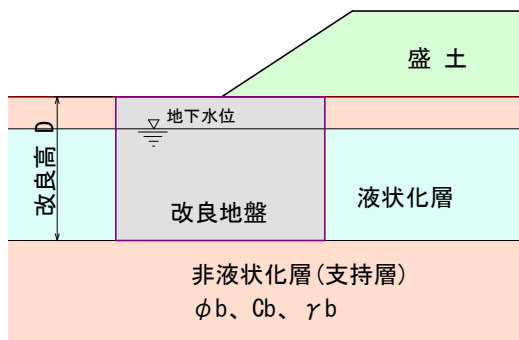 盛 土
地下水位
改良高 D
改良地盤
液状化層
非液状化層(支持層)
φb、Cb、γb